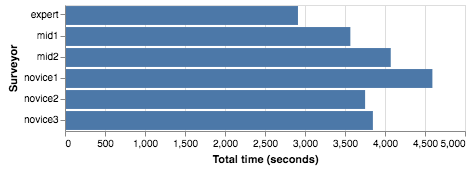 Surveyor
expert
mid1
mid2
novice1
novice2
novice3
0 500 1,000 1,500 2,000 2,500 3,000 3,500 4,000 4,500 5,000
Total time (seconds)